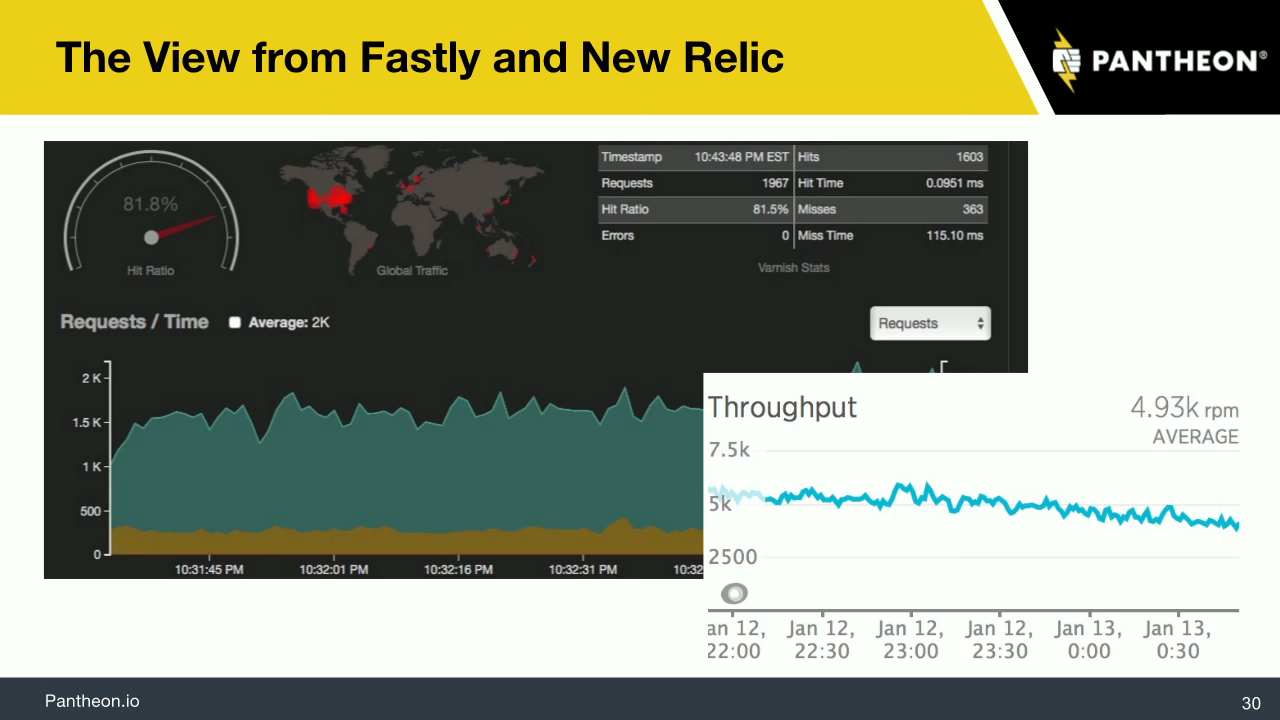 The View from Fastly and New Relic
PANTHEON®
81.8%
Hit Ratio
Global Traffic
Timestamp 10:43:48 PM EST Hits 1603
Requests 1967 Hit Time 0.0951 ms
Hit Ratio 81.5% Misses 363
Errors 0 Miss Time 115.10 ms
Varnish Stats
Requests / Time Average: 2K
Requests
2 K
1.5 K
1 K
500
0
10:31:45 PM 10:32:01 PM 10:32:16 PM 10:32:31 PM 10:32
Throughput
4.93k rpm
AVERAGE
7.5k
5k
2500
an 12, Jan 12, Jan 12, Jan 12, Jan 13, Jan 13,
22:00 22:30 23:00 23:30 0:00 0:30
Pantheon.io
30